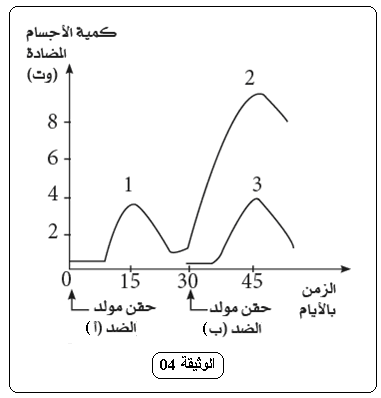 كمية الأجسام
المضادة
(وت)
8
6
4
2
1
2
3
0
15
30
45
الزمن
بالأيام
حقن مولد
الضد (أ)
حقن مولد
الضد (ب)
الوثيقة 04